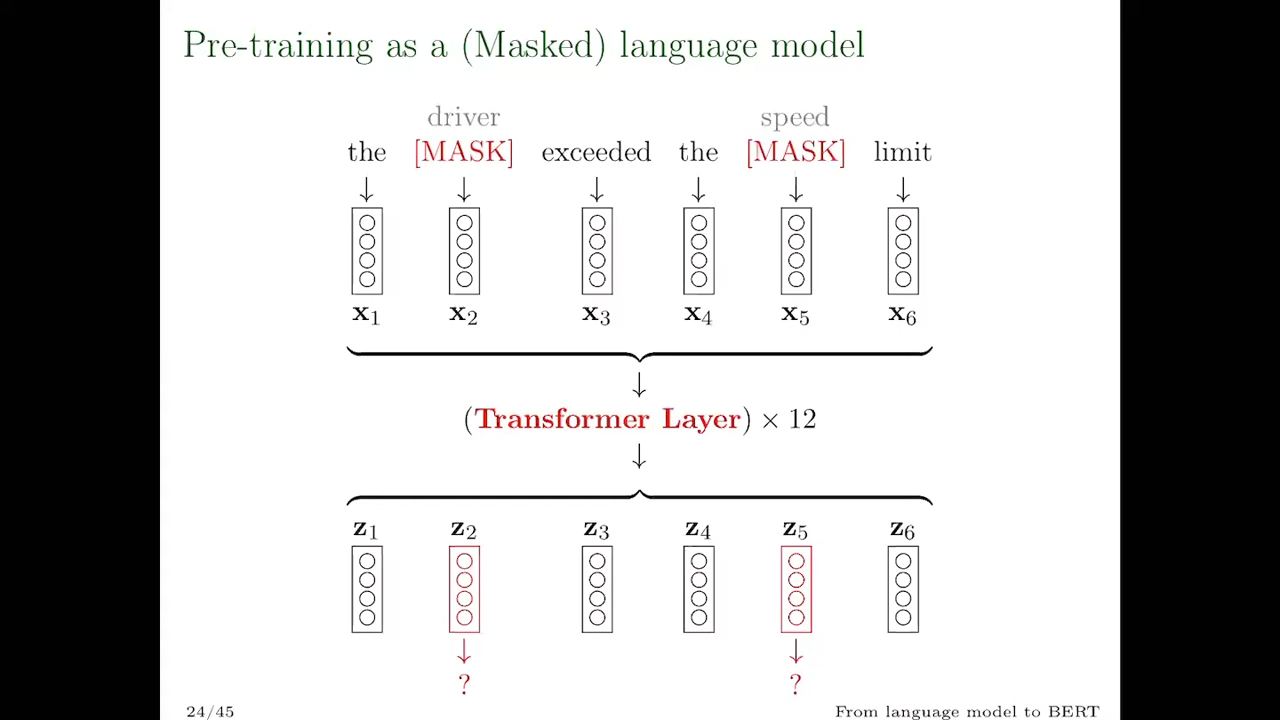 Pre-training as a (Masked) language model
driver speed
the [MASK] exceeded the [MASK] limit
↓ ↓ ↓ ↓ ↓ ↓
x₁ x₂ x₃ x₄ x₅ x₆
↓
(Transformer Layer) × 12
↓
z₁ z₂ z₃ z₄ z₅ z₆
↓ ↓
? ?
24/45 From language model to BERT